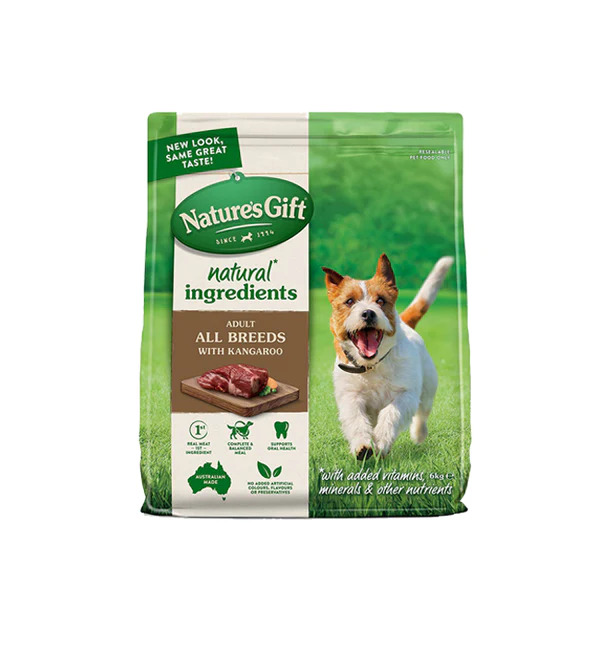 NEW LOOK,
SAME GREAT
TASTE!
RESEALABLE
PET FOOD ONLY
Nature's Gift
SINCE 1994
natural*
ingredients
ADULT
ALL BREEDS
WITH KANGAROO
1st
REAL MEAT
1ST
INGREDIENT
COMPLETE &
BALANCED
MEAL
SUPPORTS
ORAL HEALTH
AUSTRALIAN
MADE
NO ADDED ARTIFICIAL
COLOURS, FLAVOURS
OR PRESERVATIVES
*with added vitamins,
minerals & other nutrients
6kg e